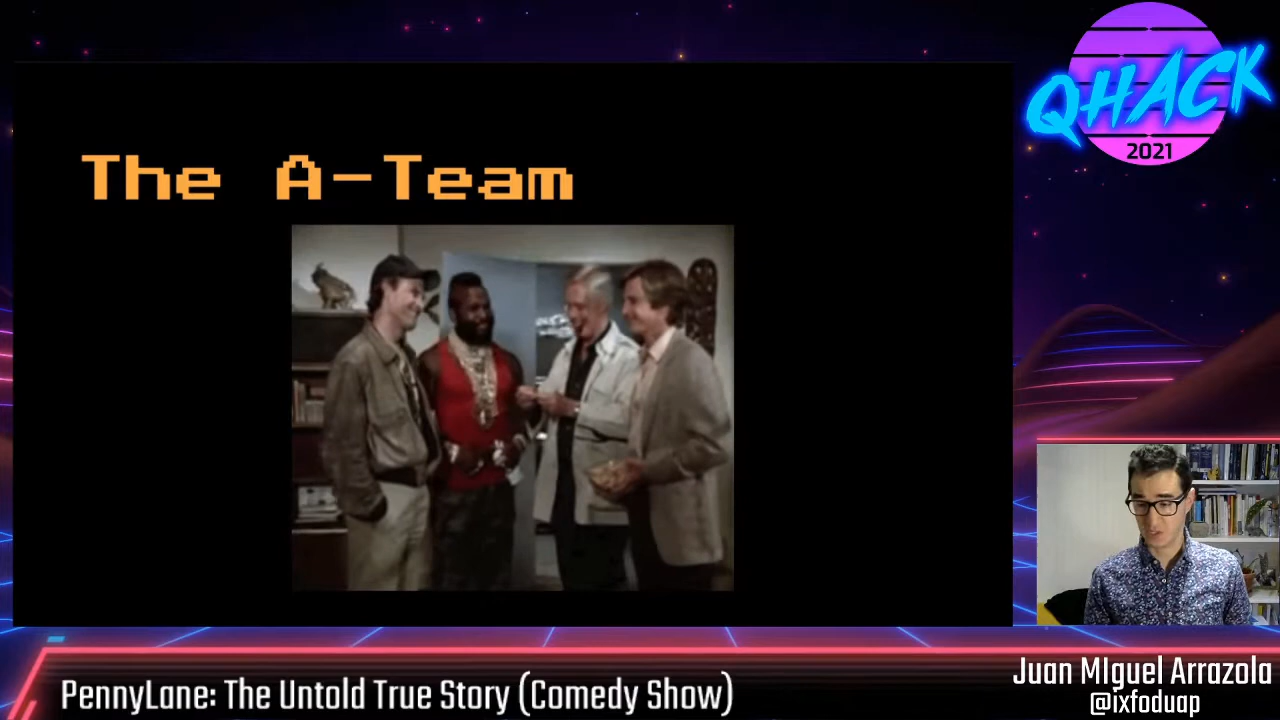 The A-Team
QHACK
2021
PennyLane: The Untold True Story (Comedy Show)
Juan MIguel Arrazola
@ixfoduap